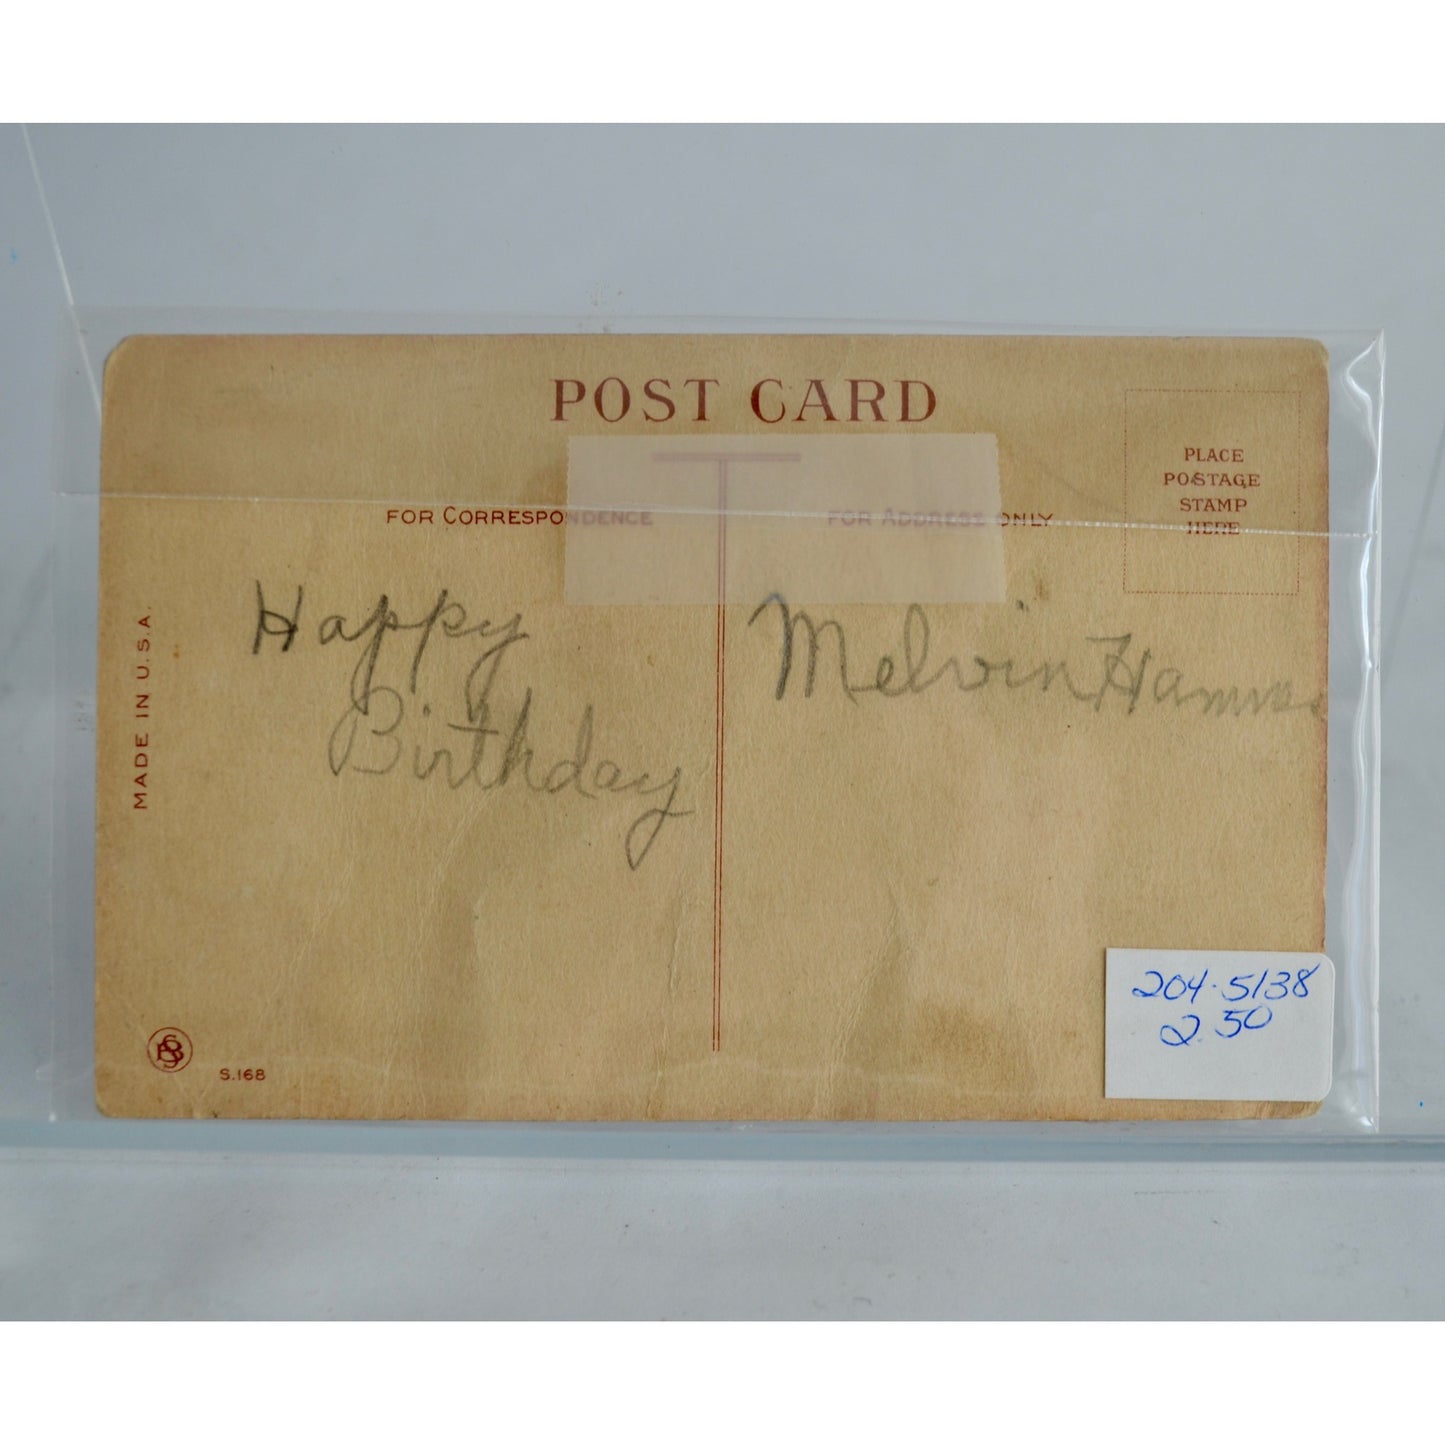 POST CARD
FOR CORRESPONDENCE
FOR ADDRESS ONLY
PLACE
POSTAGE
STAMP
HERE
MADE IN U.S.A.
Happy
Birthday
Melvin
S.168
204-5138
2.50